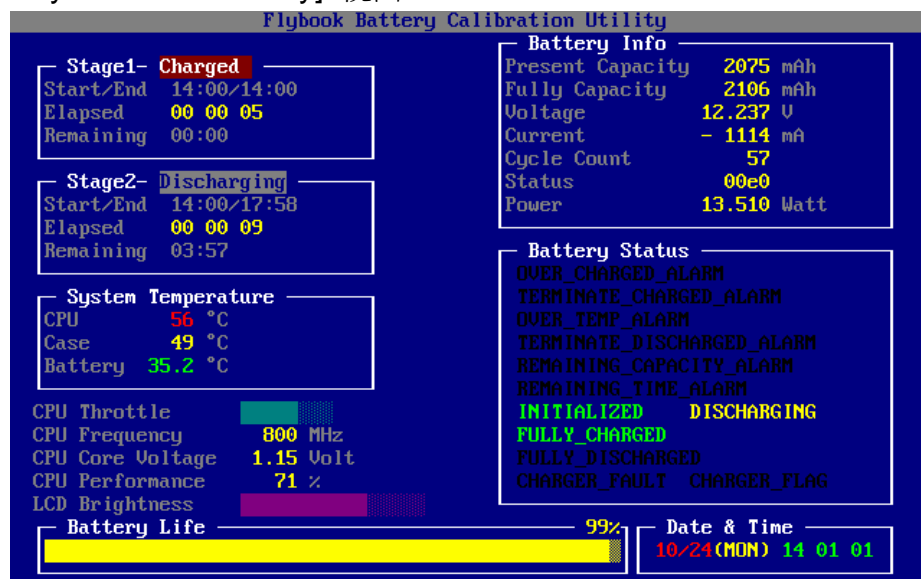 Flybook Battery Calibration Utility
Stage1- Charged
Start/End 14:00/14:00
Elapsed 00 00 05
Remaining 00:00
Stage2- Discharging
Start/End 14:00/17:58
Elapsed 00 00 09
Remaining 03:57
System Temperature
CPU 56 °C
Case 49 °C
Battery 35.2 °C
CPU Throttle
CPU Frequency 800 MHz
CPU Core Voltage 1.15 Volt
CPU Performance 71 %
LCD Brightness
Battery Info
Present Capacity 2075 mAh
Fully Capacity 2106 mAh
Voltage 12.237 V
Current - 1114 mA
Cycle Count 57
Status 00e0
Power 13.510 Watt
Battery Status
OVER_CHARGED_ALARM
TERMINATE_CHARGED_ALARM
OVER_TEMP_ALARM
TERMINATE_DISCHARGED_ALARM
REMAINING_CAPACITY_ALARM
REMAINING_TIME_ALARM
INITIALIZED DISCHARGING
FULLY_CHARGED
FULLY_DISCHARGED
CHARGER_FAULT CHARGER_FLAG
Battery Life 99%
Date & Time
10/24(MON) 14 01 01